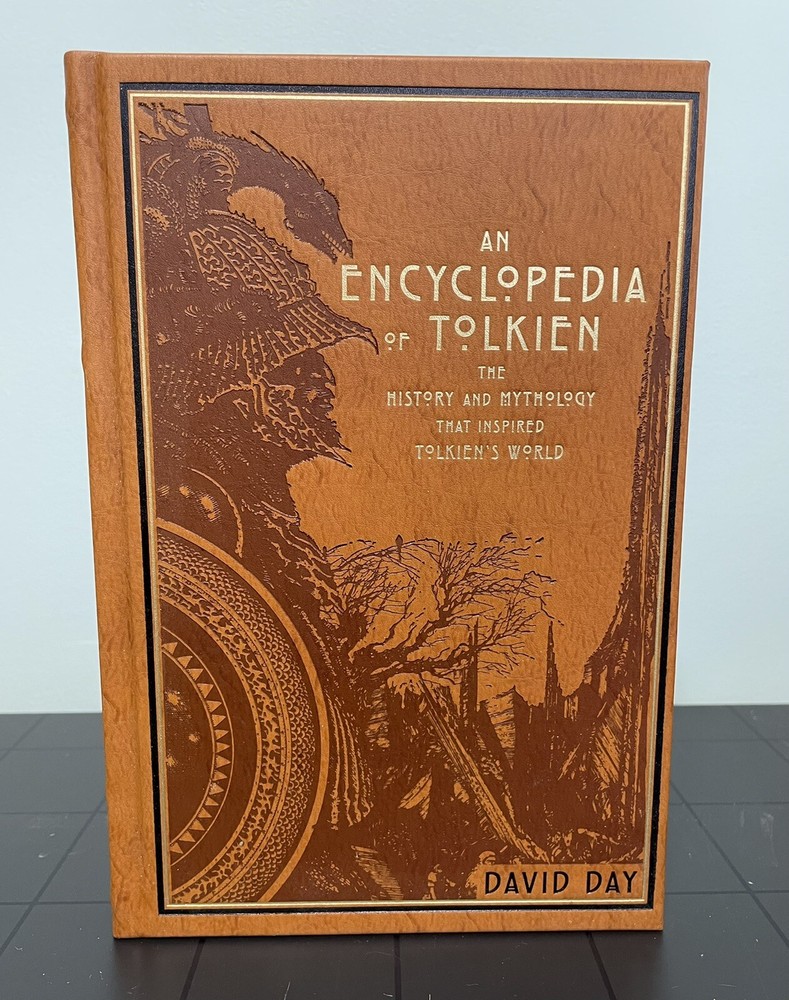 AN
ENCYCLOPEDIA
OF TOLKIEN
THE
HISTORY AND MYTHOLOGY
THAT INSPIRED
TOLKIEN'S WORLD
DAVID DAY